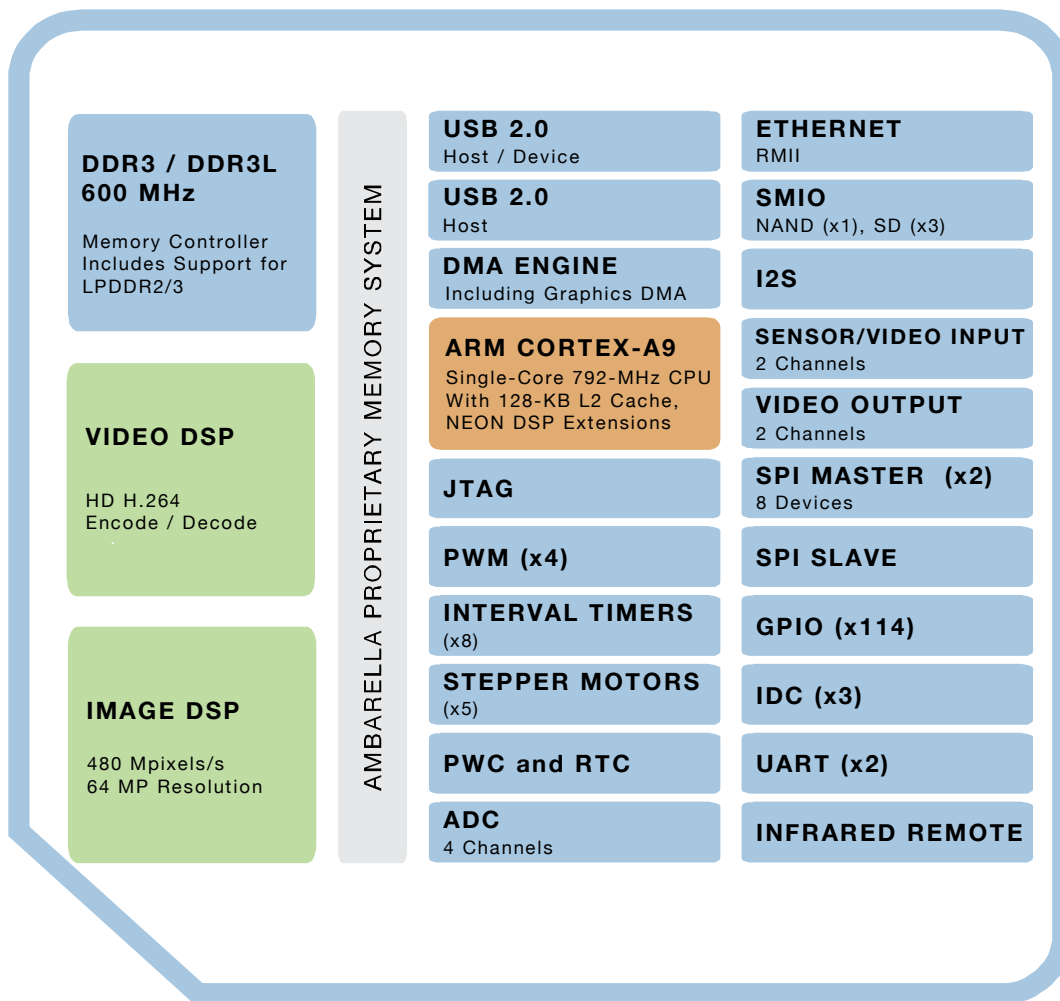 DDR3 / DDR3L
600 MHz
Memory Controller
Includes Support for
LPDDR2/3
VIDEO DSP
HD H.264
Encode / Decode
IMAGE DSP
480 Mpixels/s
64 MP Resolution
AMBARELLA PROPRIETARY MEMORY SYSTEM
USB 2.0
Host / Device
USB 2.0
Host
DMA ENGINE
Including Graphics DMA
ARM CORTEX-A9
Single-Core 792-MHz CPU
With 128-KB L2 Cache,
NEON DSP Extensions
JTAG
PWM (x4)
INTERVAL TIMERS
(x8)
STEPPER MOTORS
(x5)
PWC and RTC
ADC
4 Channels
ETHERNET
RMII
SMIO
NAND (x1), SD (x3)
I2S
SENSOR/VIDEO INPUT
2 Channels
VIDEO OUTPUT
2 Channels
SPI MASTER (x2)
8 Devices
SPI SLAVE
GPIO (x114)
IDC (x3)
UART (x2)
INFRARED REMOTE